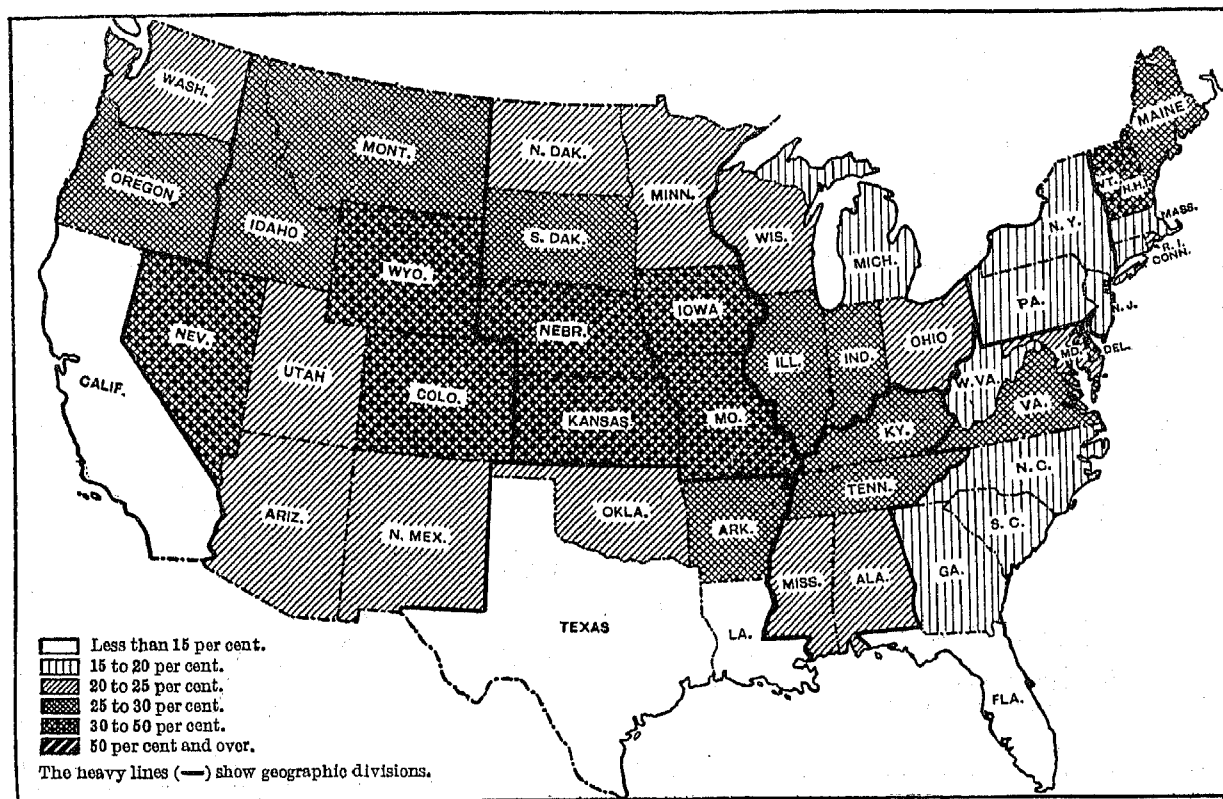 WASH.
OREGON
CALIF.
NEV.
IDAHO
MONT.
WYO.
UTAH
COLO.
ARIZ.
N. MEX.
N. DAK.
S. DAK.
NEBR.
KANSAS
OKLA.
TEXAS
MINN.
IOWA
MO.
ARK.
LA.
WIS.
ILL.
MICH.
IND.
OHIO
KY.
TENN.
MISS.
ALA.
GA.
FLA.
S. C.
N. C.
VA.
W. VA.
MD.
DEL.
PA.
N. J.
N. Y.
CONN.
R. I.
MASS.
VT.
N.H.
MAINE
Less than 15 per cent.
15 to 20 per cent.
20 to 25 per cent.
25 to 30 per cent.
30 to 50 per cent.
50 per cent and over.
The heavy lines (—) show geographic divisions.